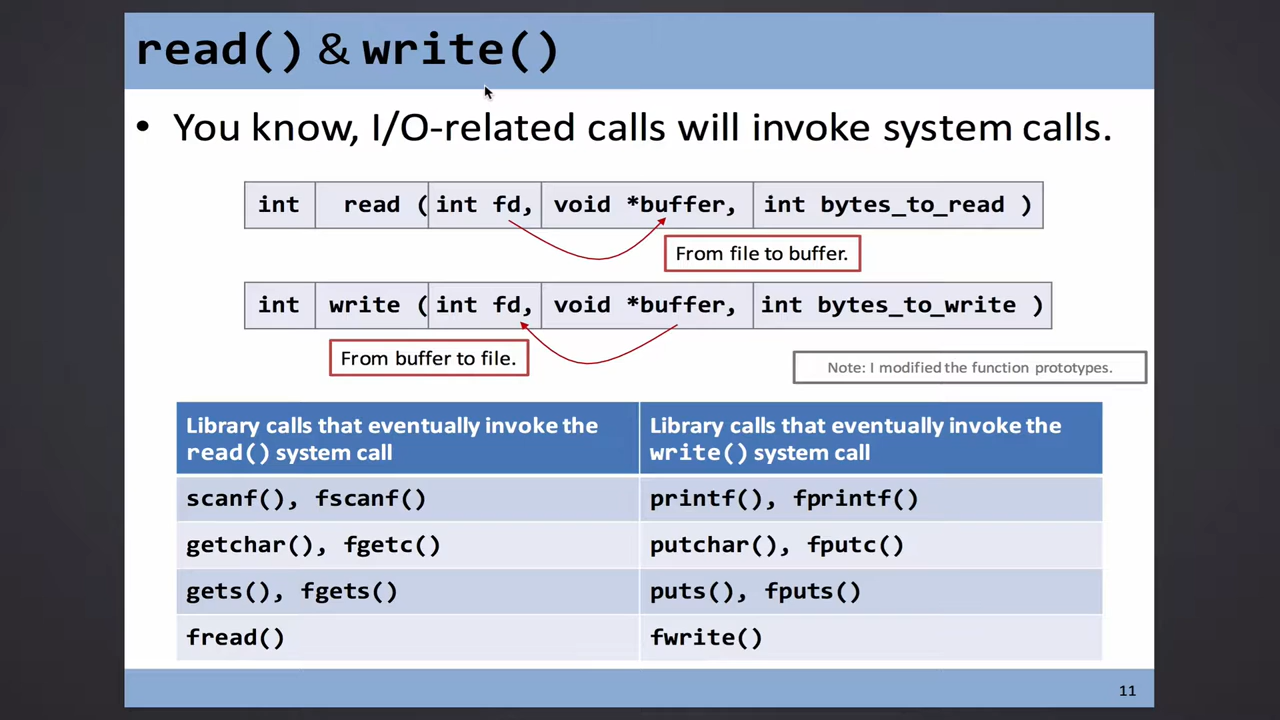 read() & write()
• You know, I/O-related calls will invoke system calls.
int read ( int fd, void *buffer, int bytes_to_read )
From file to buffer.
int write ( int fd, void *buffer, int bytes_to_write )
From buffer to file.
Note: I modified the function prototypes.
Library calls that eventually invoke the
read() system call
Library calls that eventually invoke the
write() system call
scanf(), fscanf()
printf(), fprintf()
getchar(), fgetc()
putchar(), fputc()
gets(), fgets()
puts(), fputs()
fread()
fwrite()
11